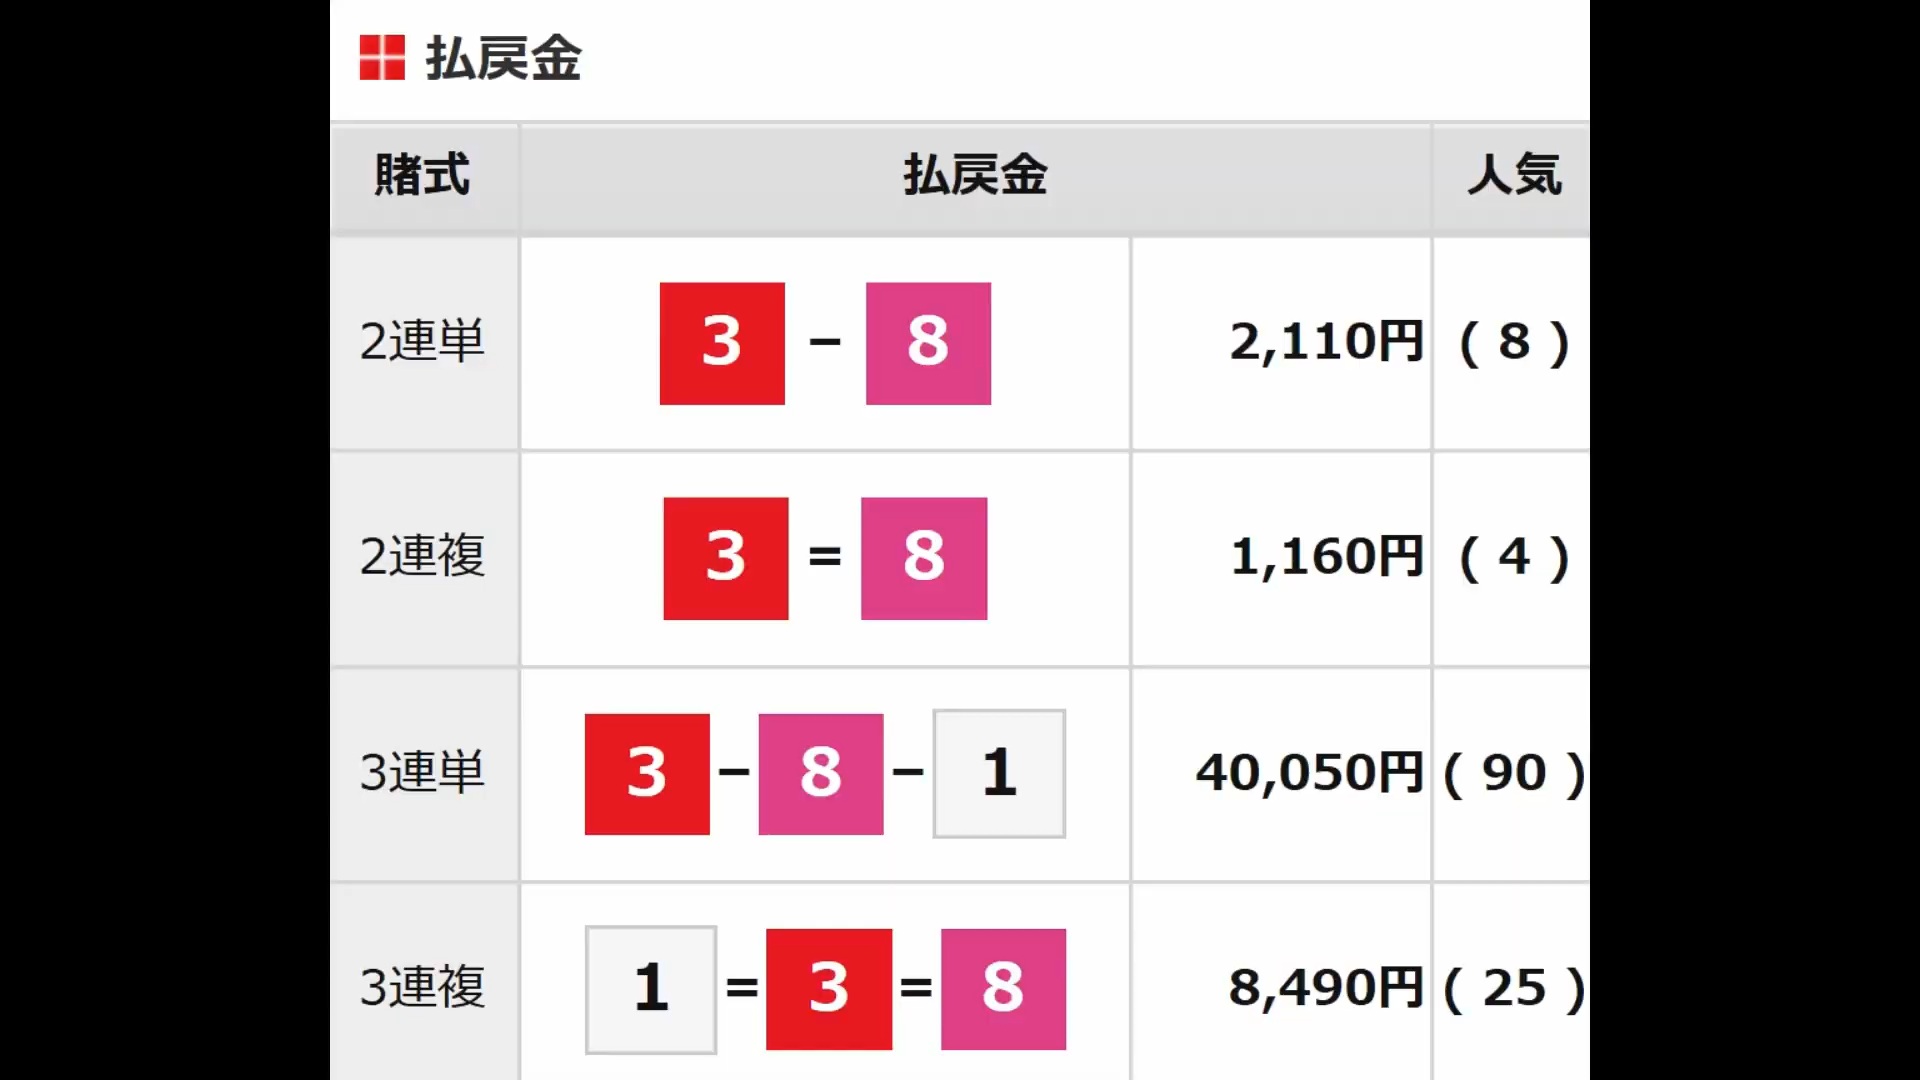 払戻金
賭式 払戻金 人気
2連単 3 - 8 2,110円 ( 8 )
2連複 3 = 8 1,160円 ( 4 )
3連単 3 - 8 - 1 40,050円 ( 90 )
3連複 1 = 3 = 8 8,490円 ( 25 )